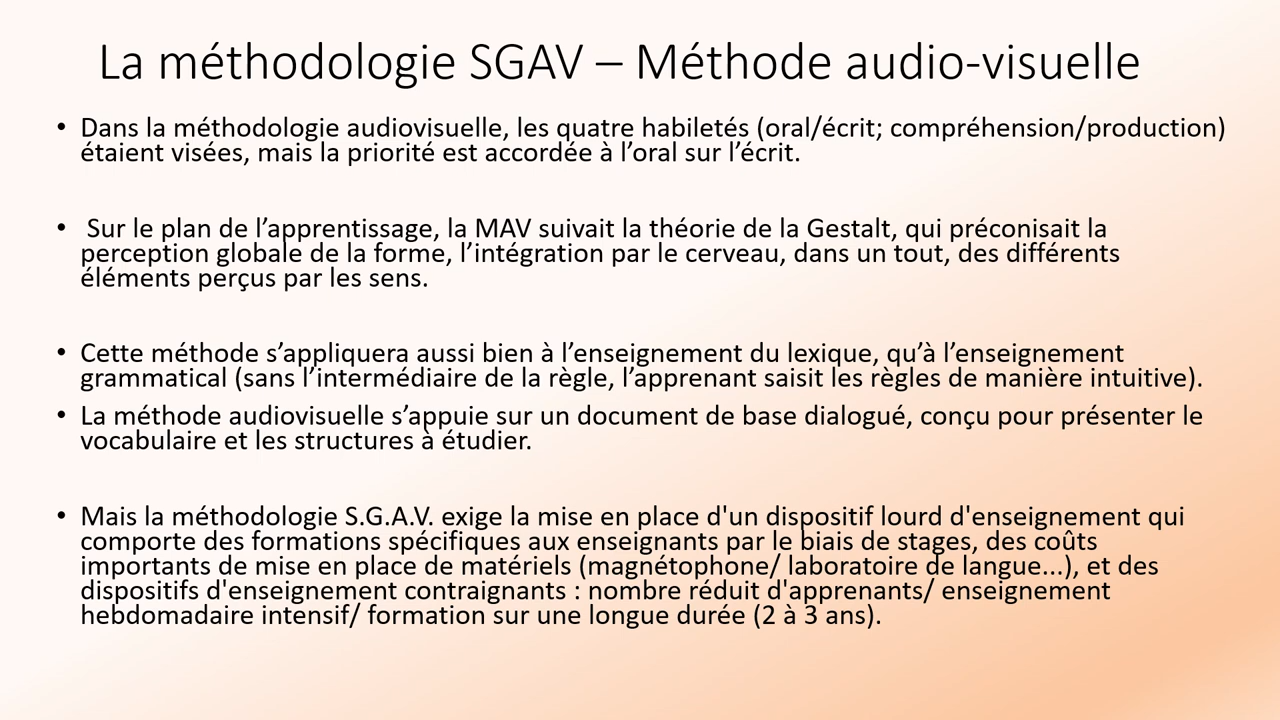 La méthodologie SGAV – Méthode audio-visuelle
• Dans la méthodologie audiovisuelle, les quatre habiletés (oral/écrit; compréhension/production)
étaient visées, mais la priorité est accordée à l’oral sur l’écrit.
• Sur le plan de l’apprentissage, la MAV suivait la théorie de la Gestalt, qui préconisait la
perception globale de la forme, l’intégration par le cerveau, dans un tout, des différents
éléments perçus par les sens.
• Cette méthode s’appliquera aussi bien à l’enseignement du lexique, qu’à l’enseignement
grammatical (sans l’intermédiaire de la règle, l’apprenant saisit les règles de manière intuitive).
• La méthode audiovisuelle s’appuie sur un document de base dialogué, conçu pour présenter le
vocabulaire et les structures à étudier.
• Mais la méthodologie S.G.A.V. exige la mise en place d'un dispositif lourd d'enseignement qui
comporte des formations spécifiques aux enseignants par le biais de stages, des coûts
importants de mise en place de matériels (magnétophone/ laboratoire de langue...), et des
dispositifs d'enseignement contraignants : nombre réduit d'apprenants/ enseignement
hebdomadaire intensif/ formation sur une longue durée (2 à 3 ans).